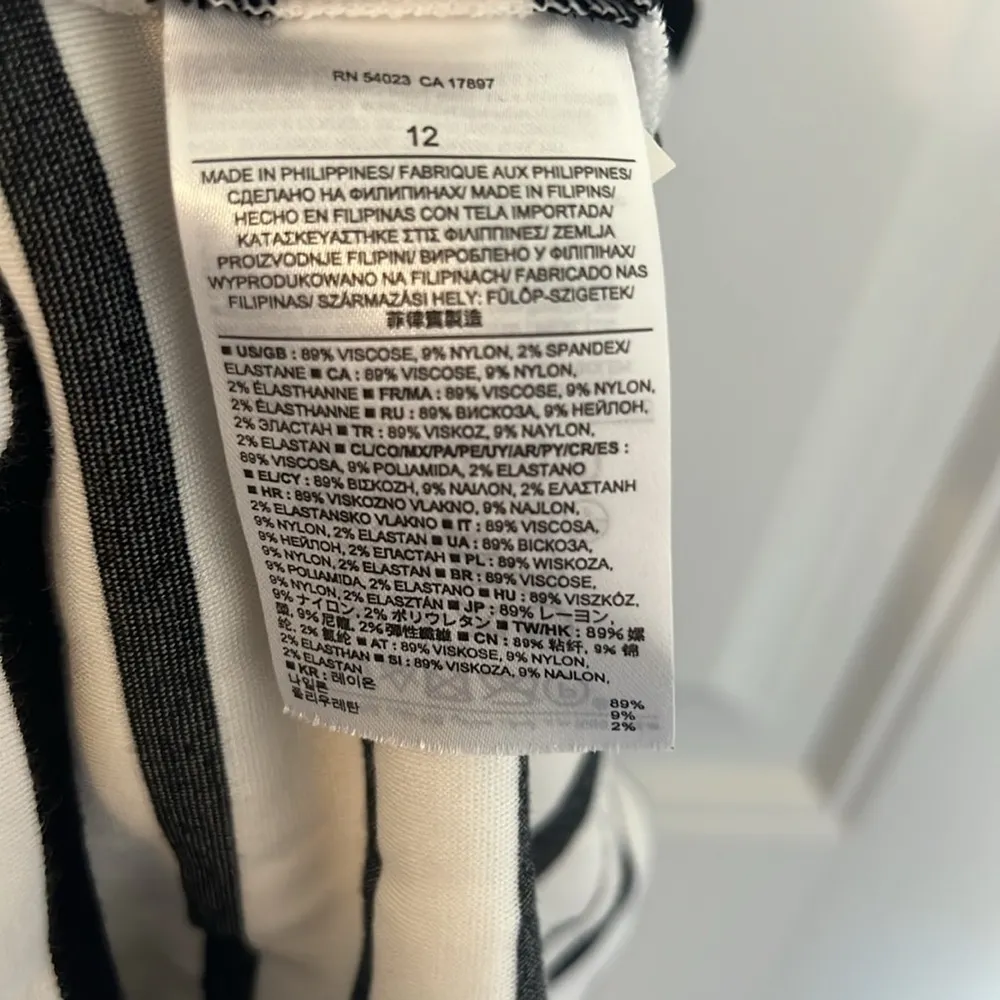 RN 54023 CA 17897
12
MADE IN PHILIPPINES/ FABRIQUE AUX PHILIPPINES/
СДЕЛАНО НА ФИЛИПИНАХ/ MADE IN FILIPINS/
HECHO EN FILIPINAS CON TELA IMPORTADA/
ΚΑΤΑΣΚΕΥΑΣΤΗΚΕ ΣΤΙΣ ΦΙΛΙΠΠΙΝΕΣ/ ZEMLJA
PROIZVODNJE FILIPINI/ ВИРОБЛЕНО У ФІЛІПІНАХ/
WYPRODUKOWANO NA FILIPINACH/ FABRICADO NAS
FILIPINAS/ SZÁRMAZÁSI HELY: FÜLÖP-SZIGETEK/
菲律賓製造
■ US/GB : 89% VISCOSE, 9% NYLON, 2% SPANDEX/
ELASTANE ■ CA : 89% VISCOSE, 9% NYLON,
2% ÉLASTHANNE ■ FR/MA : 89% VISCOSE, 9% NYLON,
2% ÉLASTHANNE ■ RU : 89% ВИСКОЗА, 9% НЕЙЛОН,
2% ЭЛАСТАН ■ TR : 89% VISKOZ, 9% NAYLON,
2% ELASTAN ■ CL/CO/MX/PA/PE/UY/AR/PY/CR/ES :
89% VISCOSA, 9% POLIAMIDA, 2% ELASTANO
■ EL/CY : 89% ΒΙΣΚΟΖΗ, 9% ΝΑΙΛΟΝ, 2% ΕΛΑΣΤΑΝΗ
■ HR : 89% VISKOZNO VLAKNO, 9% NAJLON,
2% ELASTANSKO VLAKNO ■ IT : 89% VISCOSA,
9% NYLON, 2% ELASTAN ■ UA : 89% ВІСКОЗА,
9% НЕЙЛОН, 2% ЕЛАСТАН ■ PL : 89% WISKOZA,
9% NYLON, 2% ELASTAN ■ BR : 89% VISCOSE,
9% POLIAMIDA, 2% ELASTANO ■ HU : 89% VISZKÓZ,
9% NYLON, 2% ELASZTÁN ■ JP : 89% レーヨン,
9% ナイロン, 2% ポリウレタン ■ TW/HK : 89% 嫘
縈, 9% 尼龍, 2% 彈性纖維 ■ CN : 89% 粘纤, 9% 锦
纶, 2% 氨纶 ■ AT : 89% VISKOSE, 9% NYLON,
2% ELASTHAN ■ SI : 89% VISKOZA, 9% NAJLON,
2% ELASTAN
■ KR : 레이온 89%
나일론 9%
폴리우레탄 2%